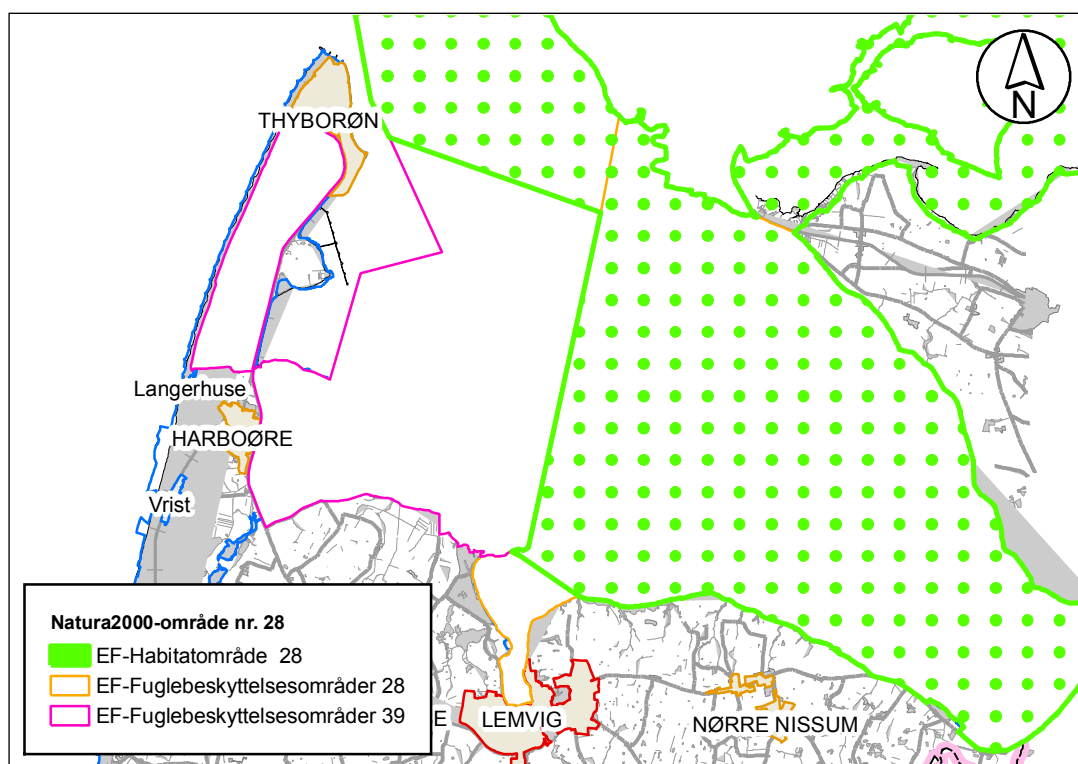 N
THYBORØN
Langerhuse
HARBOØRE
Vrist
Natura2000-område nr. 28
EF-Habitatområde 28
EF-Fuglebeskyttelsesområder 28
EF-Fuglebeskyttelsesområder 39
E
LEMVIG
NØRRE NISSUM